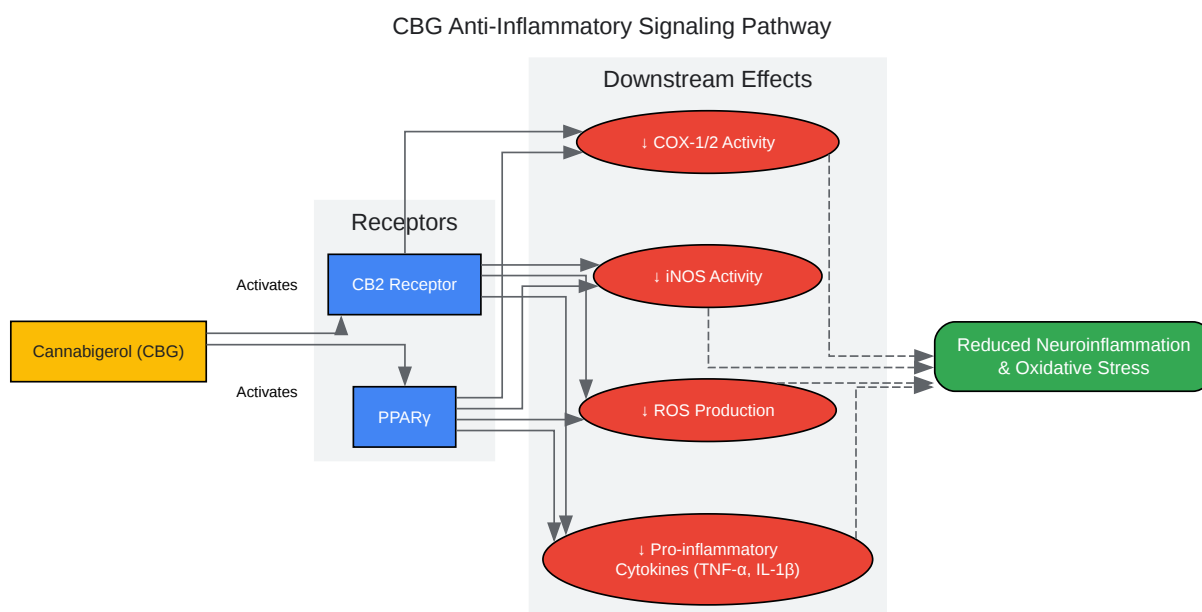 CBG Anti-Inflammatory Signaling Pathway
Downstream Effects
↓ COX-1/2 Activity
Receptors
CB2 Receptor
↓ iNOS Activity
Activates
Cannabigerol (CBG)
Reduced Neuroinflammation
& Oxidative Stress
Activates
PPARγ
↓ ROS Production
↓ Pro-inflammatory
Cytokines (TNF-α, IL-1β)